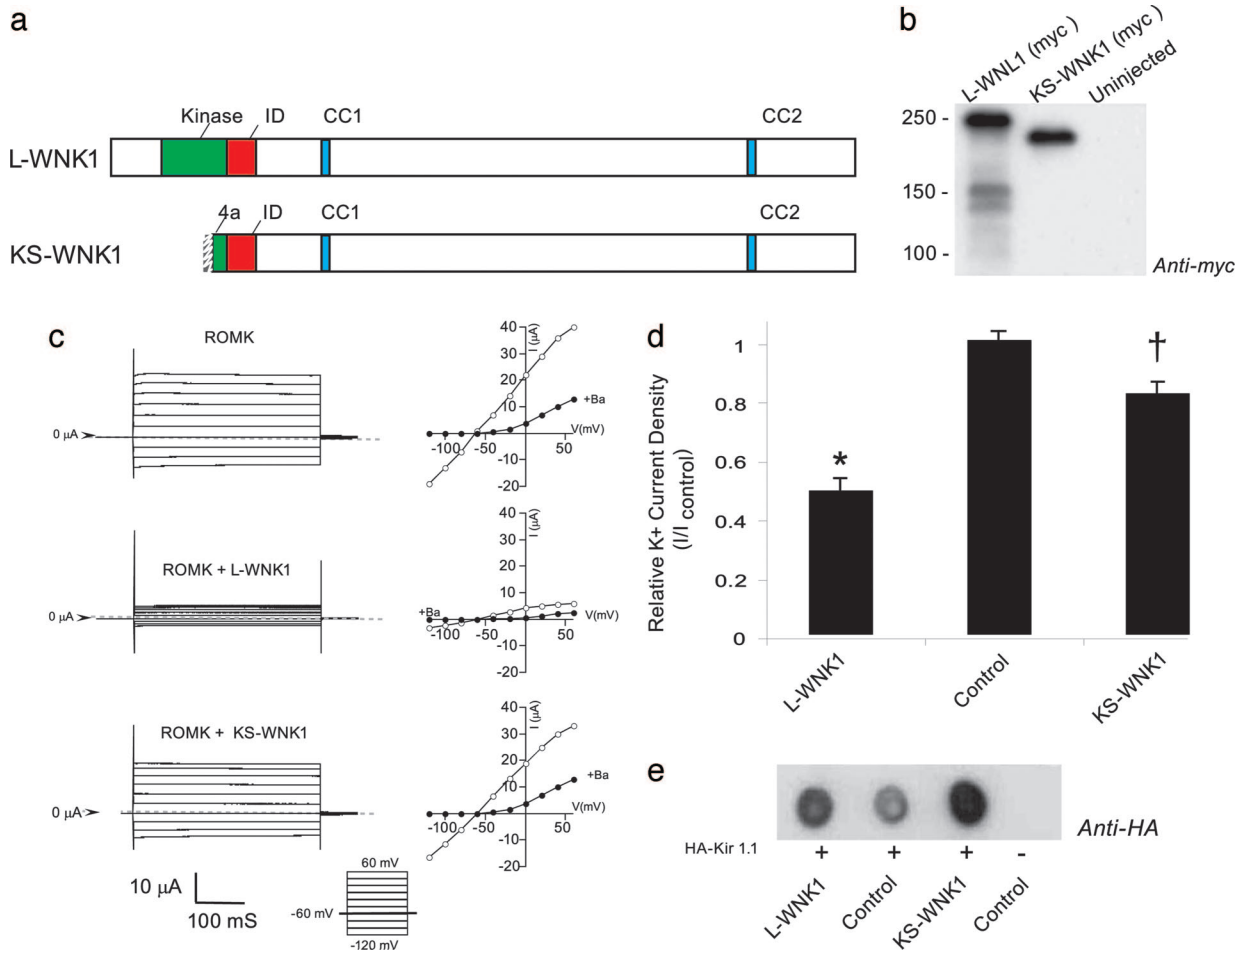 a
Kinase ID CC1 CC2
L-WNK1
4a ID CC1 CC2
KS-WNK1
b
L-WNL1 (myc)
KS-WNK1 (myc)
Uninjected
250 -
150 -
100 -
Anti-myc
c
ROMK
0 µA
40
30
20
10
-10
-20
I (µA)
+Ba
V(mV)
-100 -50 50
ROMK + L-WNK1
0 µA
40
30
20
10
-10
-20
I (µA)
+Ba
V(mV)
-100 -50 50
ROMK + KS-WNK1
0 µA
40
30
20
10
-10
-20
I (µA)
+Ba
V(mV)
-100 -50 50
10 µA
100 mS
60 mV
-60 mV
-120 mV
d
Relative K+ Current Density
(I/I control)
1
0.8
0.6
0.4
0.2
0
*
†
L-WNK1
Control
KS-WNK1
e
Anti-HA
HA-Kir 1.1 + + + -
L-WNK1
Control
KS-WNK1
Control